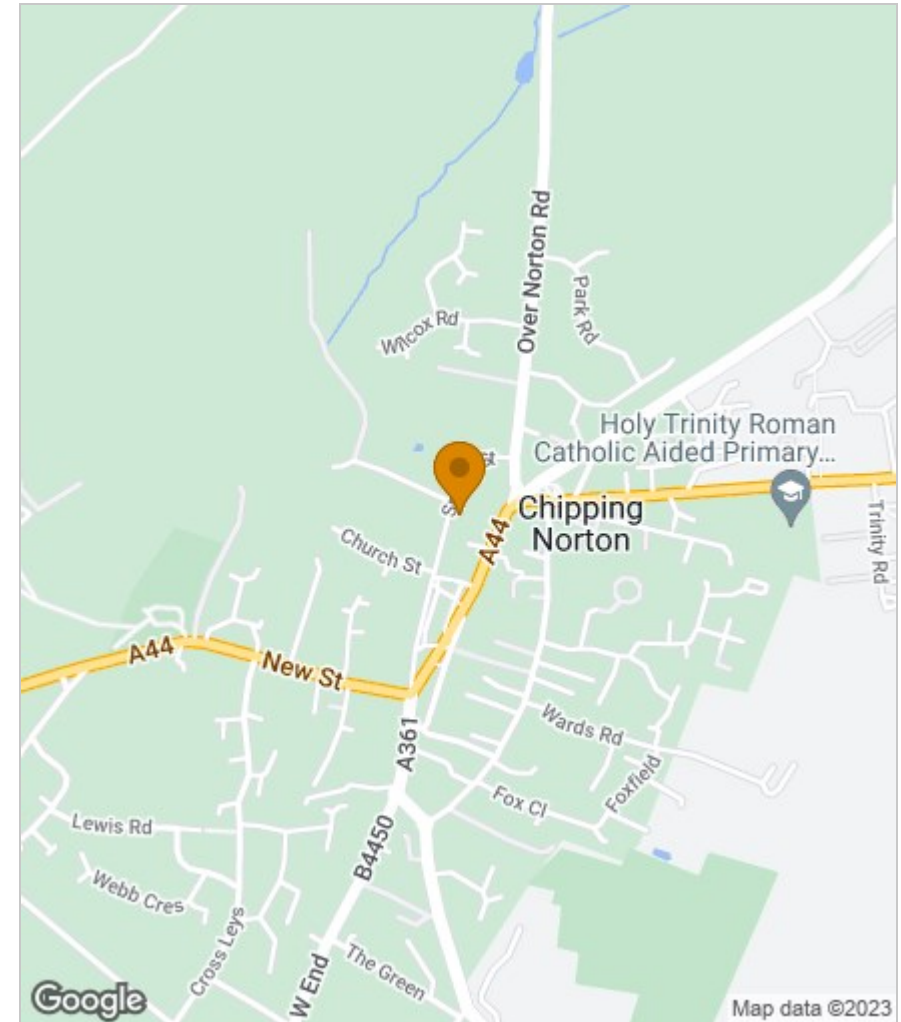 Over Norton Rd
Park Rd
Wilcox Rd
Holy Trinity Roman
Catholic Aided Primary...
St
Chipping
Norton
A44
Church St
Trinity Rd
A44
New St
A361
Wards Rd
Foxfield
Fox Cl
Lewis Rd
B4450
Webb Cres
Cross Leys
The Green
W End
Google
Map data ©2023